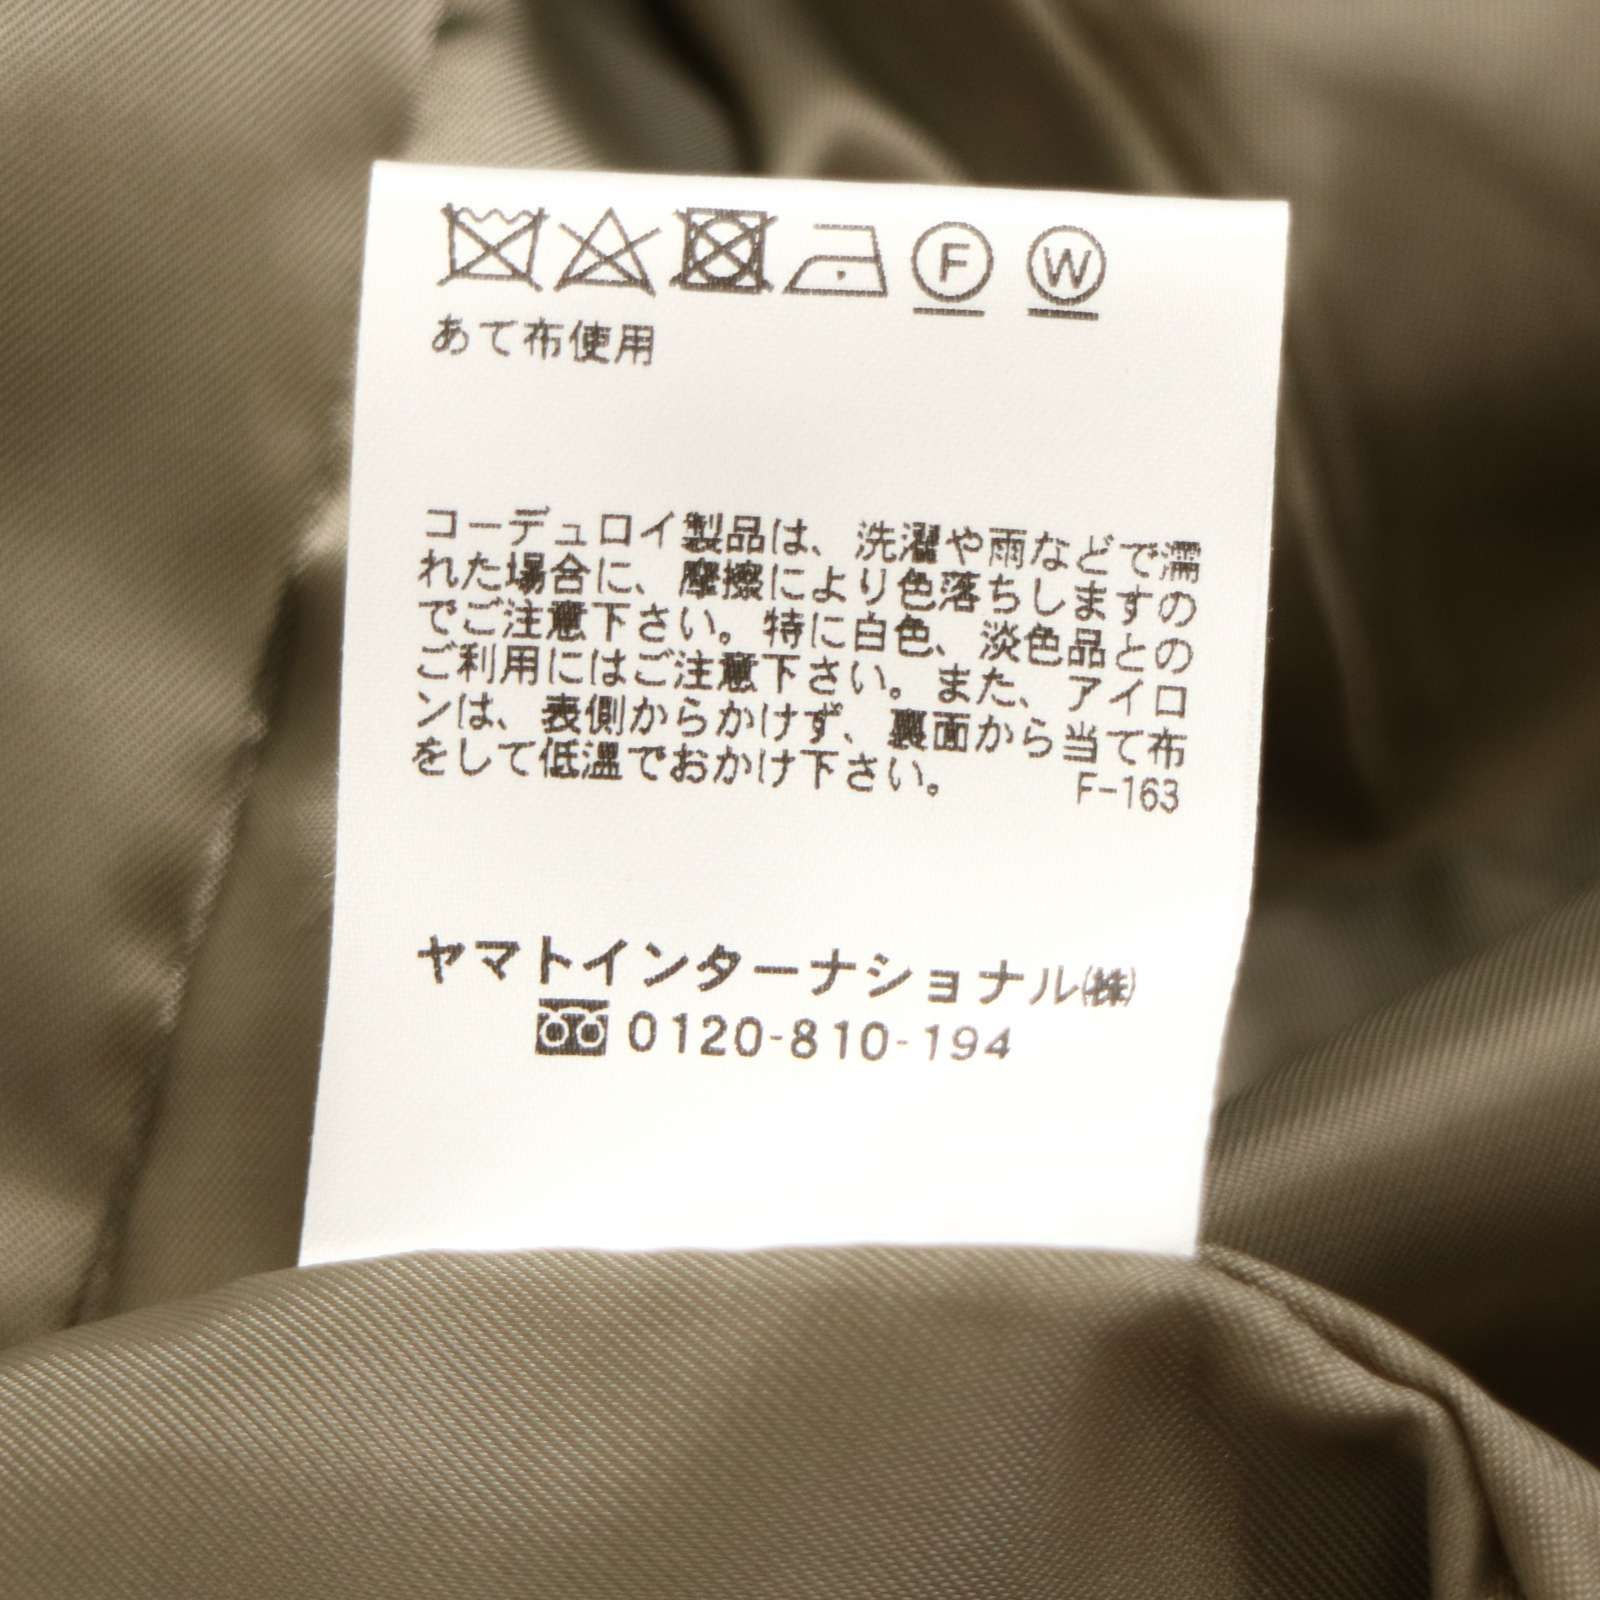 F W
あて布使用
コーデュロイ製品は、洗濯や雨などで濡
れた場合に、摩擦により色落ちしますの
でご注意下さい。特に白色、淡色品との
ご利用にはご注意下さい。また、アイロ
ンは、表側からかけず、裏面から当て布
をして低温でおかけ下さい。 F-163
ヤマトインターナショナル㈱
0120-810-194